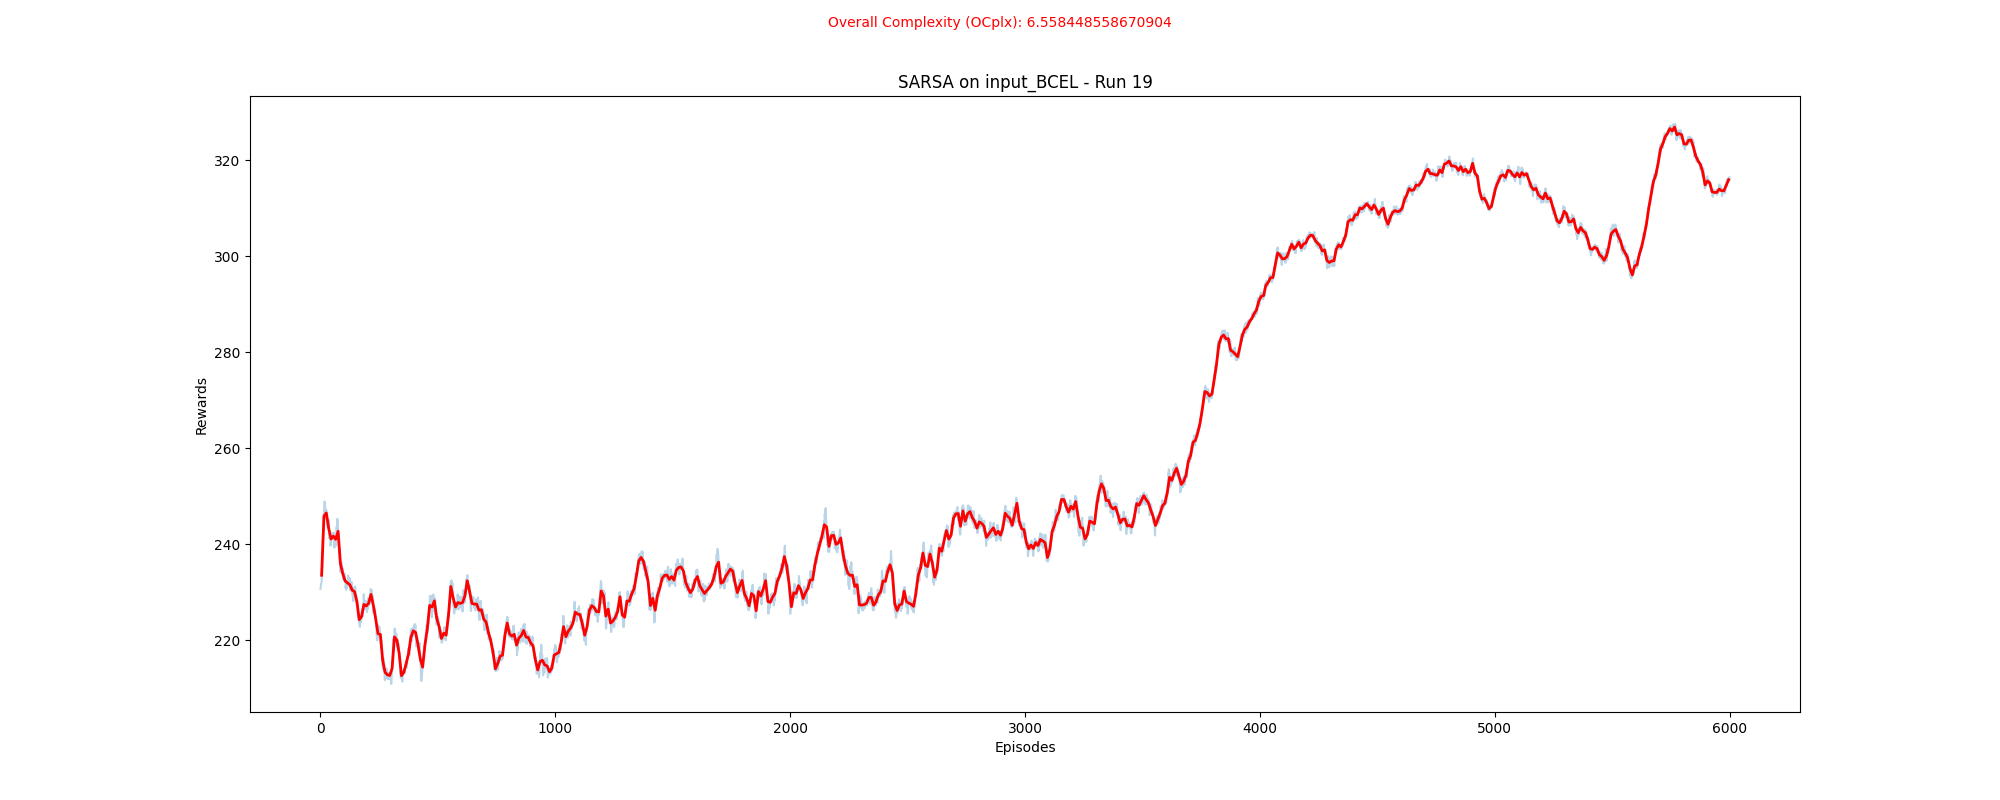 Overall Complexity (OCplx): 6.558448558670904
SARSA on input_BCEL - Run 19
Rewards
320
300
280
260
240
220
0 1000 2000 3000 4000 5000 6000
Episodes